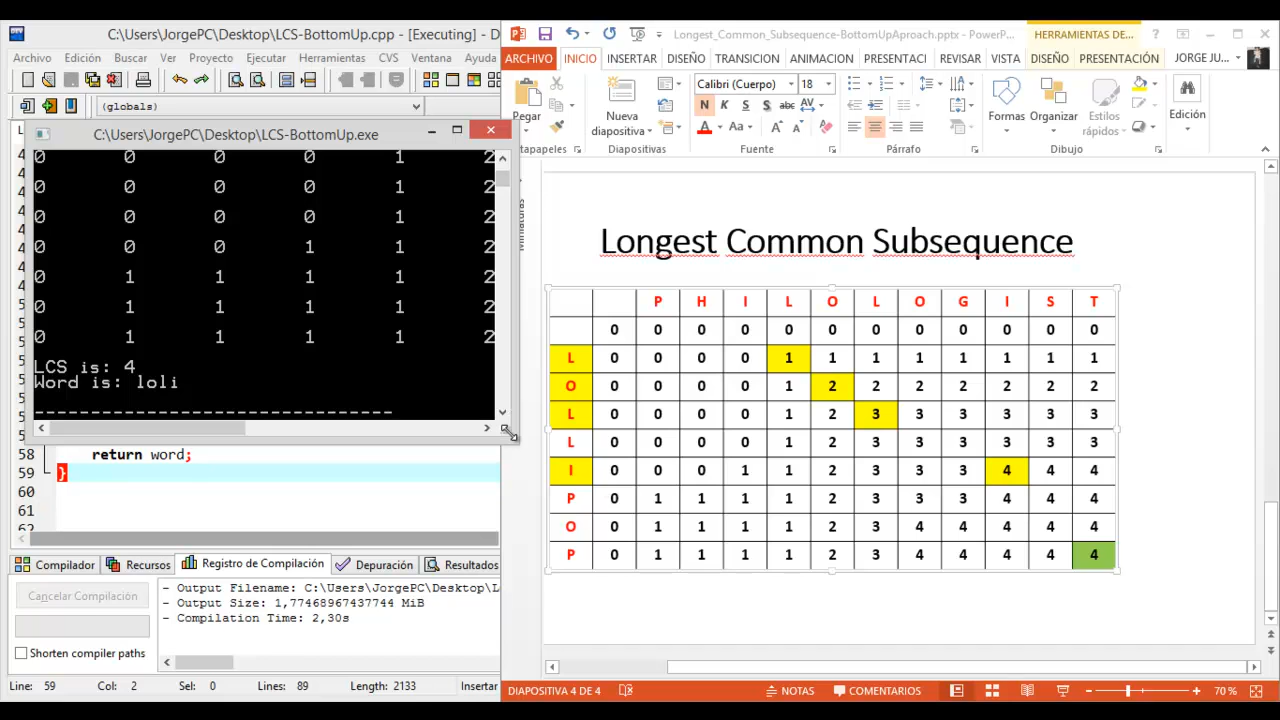 C:\Users\JorgePC\Desktop\LCS-BottomUp.cpp - [Executing] - D
Archivo Edición Buscar Ver Proyecto Ejecutar Herramientas CVS Ventana Ayuda
(globals)
C:\Users\JorgePC\Desktop\LCS-BottomUp.exe
0 0 0 0 1 2
0 0 0 0 1 2
0 0 0 0 1 2
0 0 0 1 1 2
0 1 1 1 1 2
0 1 1 1 1 2
0 1 1 1 1 2
LCS is: 4
Word is: loli
--------------------------------
58 return word;
59 }
60
61
62
Compilador Recursos Registro de Compilación Depuración Resultados
Cancelar Compilación
Shorten compiler paths
- Output Filename: C:\Users\JorgePC\Desktop\L
- Output Size: 1,77468967437744 MiB
- Compilation Time: 2,30s
Line: 59 Col: 2 Sel: 0 Lines: 89 Length: 2133 Insertar
Longest_Common_Subsequence-BottomUpAproach.pptx - PowerP...
HERRAMIENTAS DE...
ARCHIVO INICIO INSERTAR DISEÑO TRANSICION ANIMACION PRESENTACI REVISAR VISTA DISEÑO PRESENTACIÓN JORGE JU...
Pegar
Nueva
diapositiva
Calibri (Cuerpo) 18
N K S S abc AV
A Aa A A
Formas Organizar Estilos
rápidos
Edición
tapapeles Diapositivas Fuente Párrafo Dibujo
Miniaturas
Longest Common Subsequence
P H I L O L O G I S T
0 0 0 0 0 0 0 0 0 0 0 0
L 0 0 0 0 1 1 1 1 1 1 1 1
O 0 0 0 0 1 2 2 2 2 2 2 2
L 0 0 0 0 1 2 3 3 3 3 3 3
L 0 0 0 0 1 2 3 3 3 3 3 3
I 0 0 0 1 1 2 3 3 3 4 4 4
P 0 1 1 1 1 2 3 3 3 4 4 4
O 0 1 1 1 1 2 3 4 4 4 4 4
P 0 1 1 1 1 2 3 4 4 4 4 4
DIAPOSITIVA 4 DE 4 NOTAS COMENTARIOS 70 %